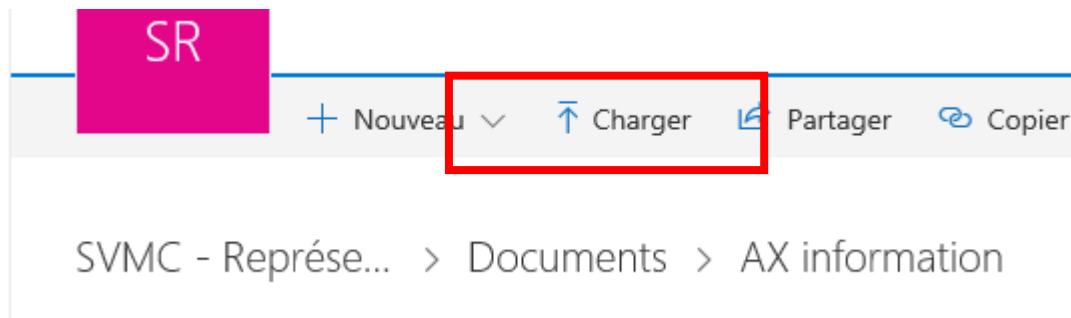 SR
Nouveau Charger Partager Copier
SVMC - Représe... > Documents > AX information